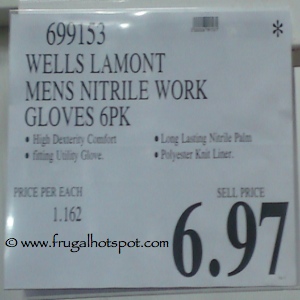 699153
*
WELLS LAMONT
MENS NITRILE WORK
GLOVES 6PK
• High Dexterity Comfort • Long Lasting Nitrile Palm
• fitting Utility Glove. • Polyester Knit Liner.
PRICE PER EACH SELL PRICE
1.162 6.97
© www.frugalhotspot.com